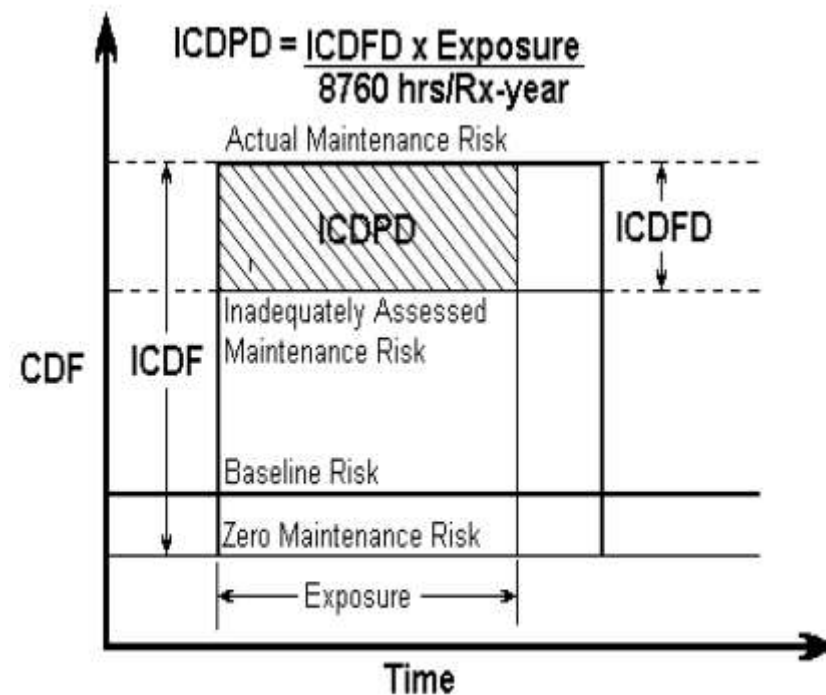 ICDPD = ICDFD x Exposure
8760 hrs/Rx-year
Actual Maintenance Risk
ICDPD
ICDFD
Inadequately Assessed
Maintenance Risk
CDF
ICDF
Baseline Risk
Zero Maintenance Risk
Exposure
Time